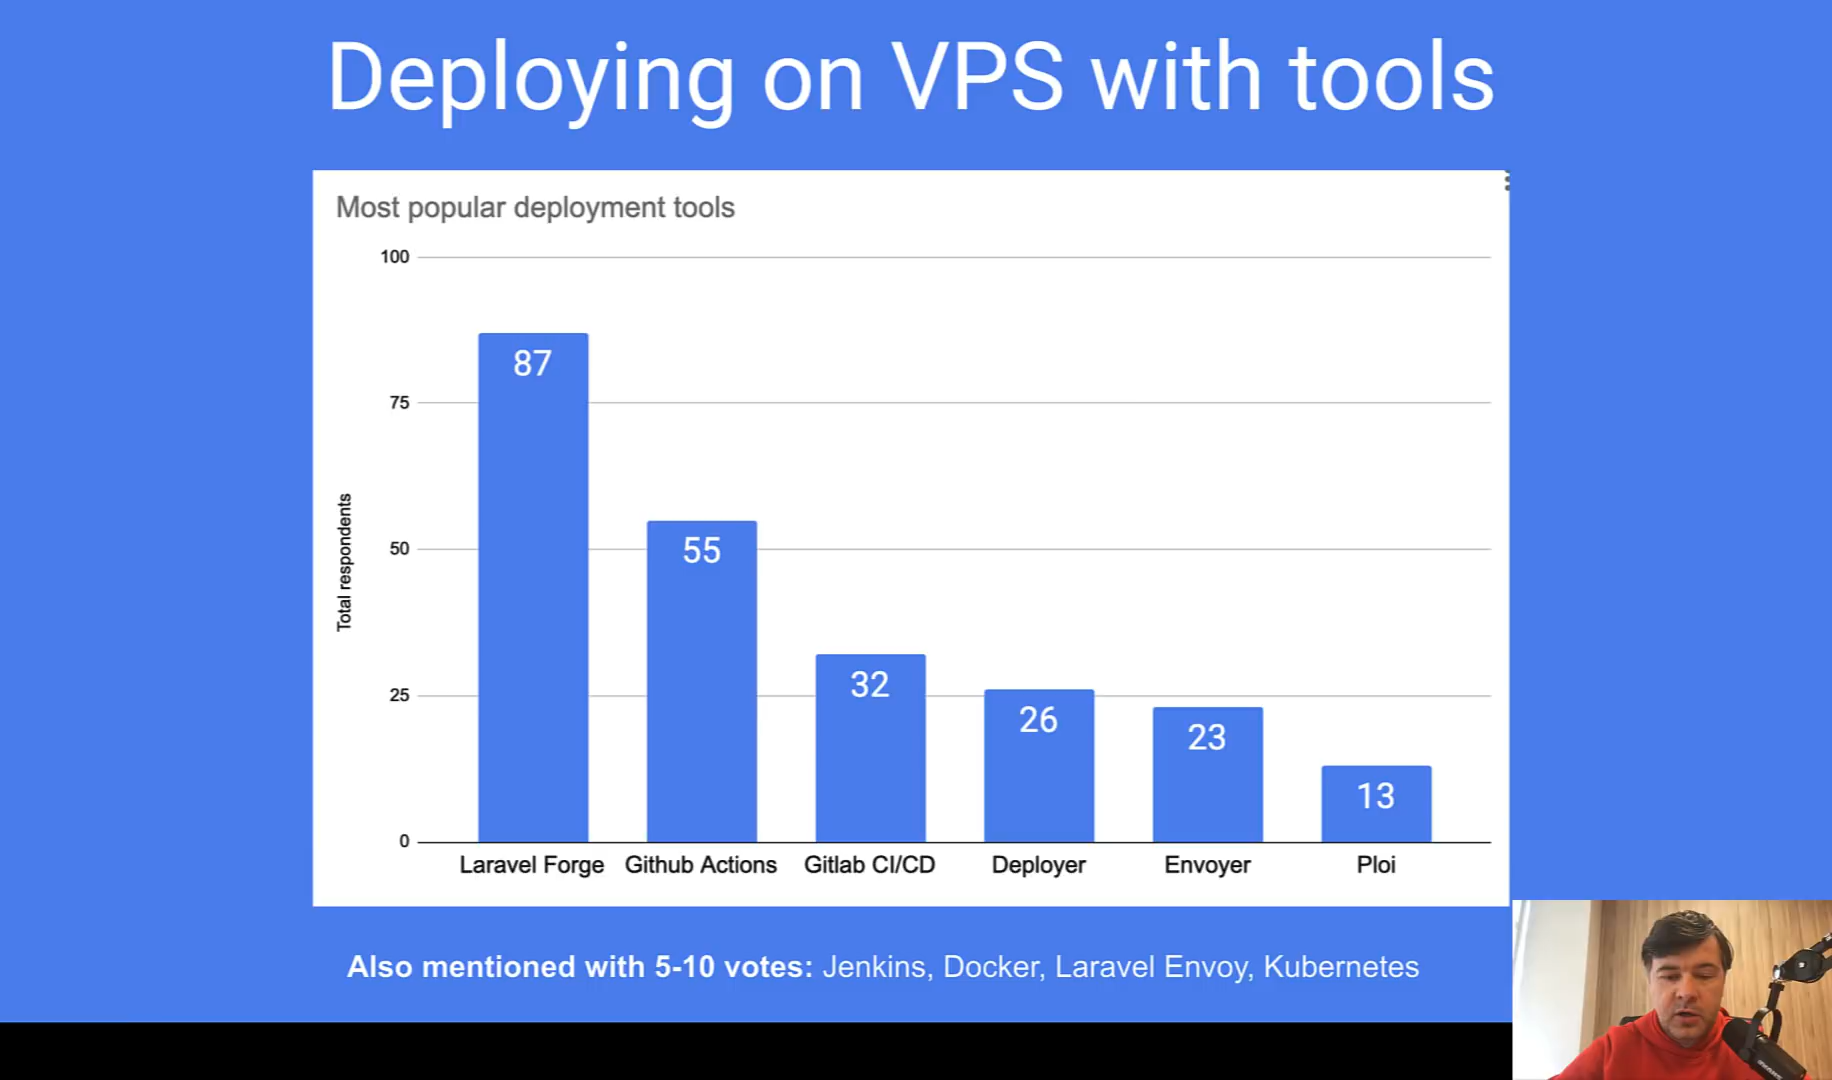 Deploying on VPS with tools
Most popular deployment tools
100
75
50
25
0
Total respondents
87
55
32
26
23
13
Laravel Forge
Github Actions
Gitlab CI/CD
Deployer
Envoyer
Ploi
Also mentioned with 5-10 votes: Jenkins, Docker, Laravel Envoy, Kubernetes